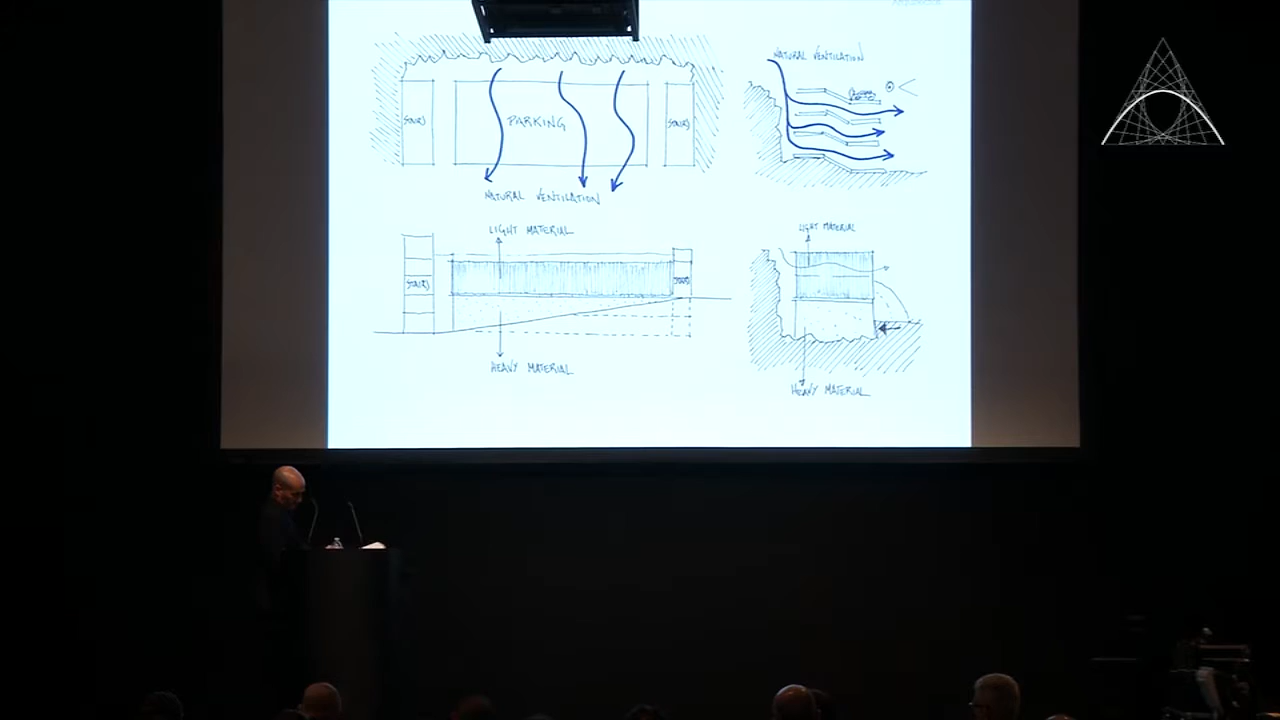 NATURAL VENTILATION
STAIRS
PARKING
STAIRS
NATURAL VENTILATION
LIGHT MATERIAL
LIGHT MATERIAL
STAIRS
STAIRS
HEAVY MATERIAL
HEAVY MATERIAL